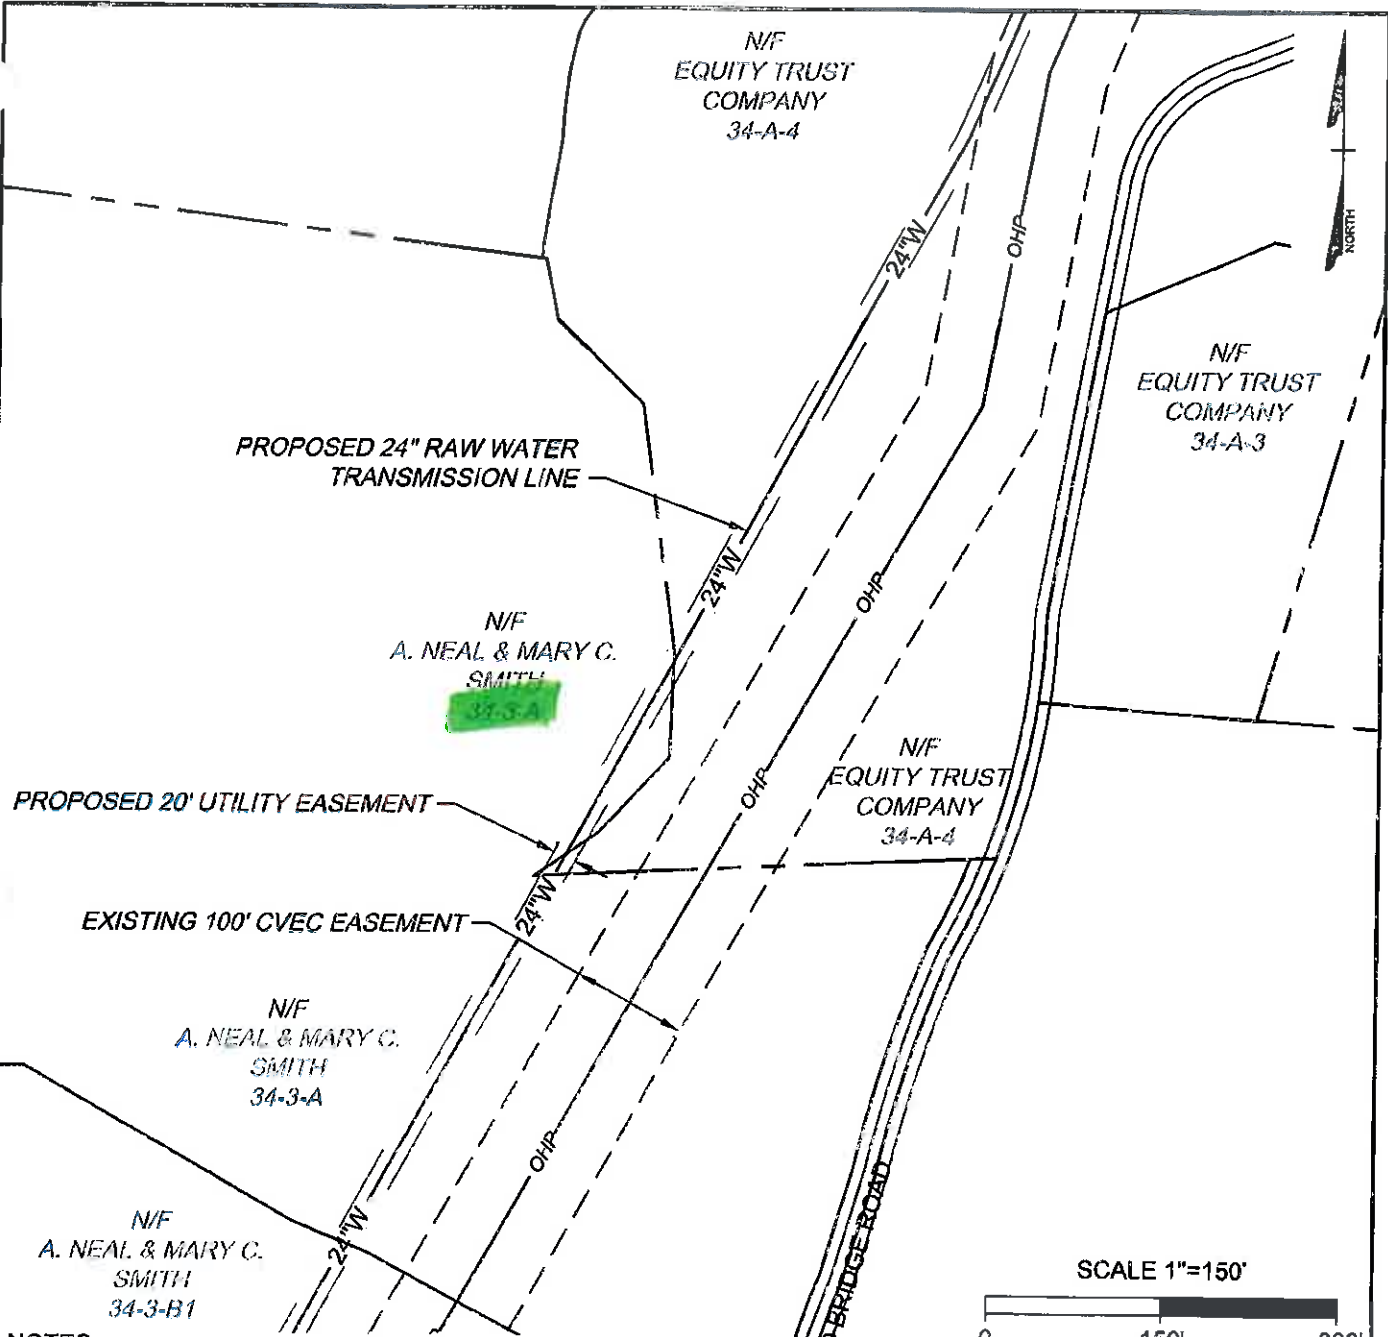 N/F
EQUITY TRUST
COMPANY
34-A-4
NORTH
24"W
OHP
N/F
EQUITY TRUST
COMPANY
34-A-3
PROPOSED 24" RAW WATER
TRANSMISSION LINE
24"W
OHP
N/F
A. NEAL & MARY C.
SMITH
34-3-A
N/F
EQUITY TRUST
COMPANY
34-A-4
OHP
PROPOSED 20' UTILITY EASEMENT
24"W
EXISTING 100' CVEC EASEMENT
N/F
A. NEAL & MARY C.
SMITH
34-3-A
OHP
24"W
N/F
A. NEAL & MARY C.
SMITH
34-3-B1
BRIDGE ROAD
SCALE 1"=150'
0 150'